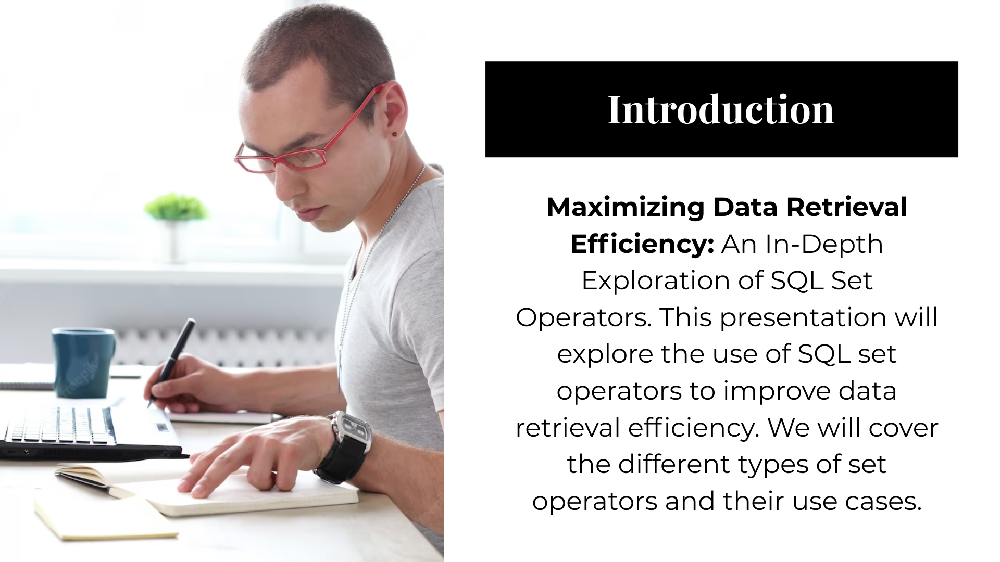 Introduction
Maximizing Data Retrieval
Efficiency: An In-Depth
Exploration of SQL Set
Operators. This presentation will
explore the use of SQL set
operators to improve data
retrieval efficiency. We will cover
the different types of set
operators and their use cases.
freepik